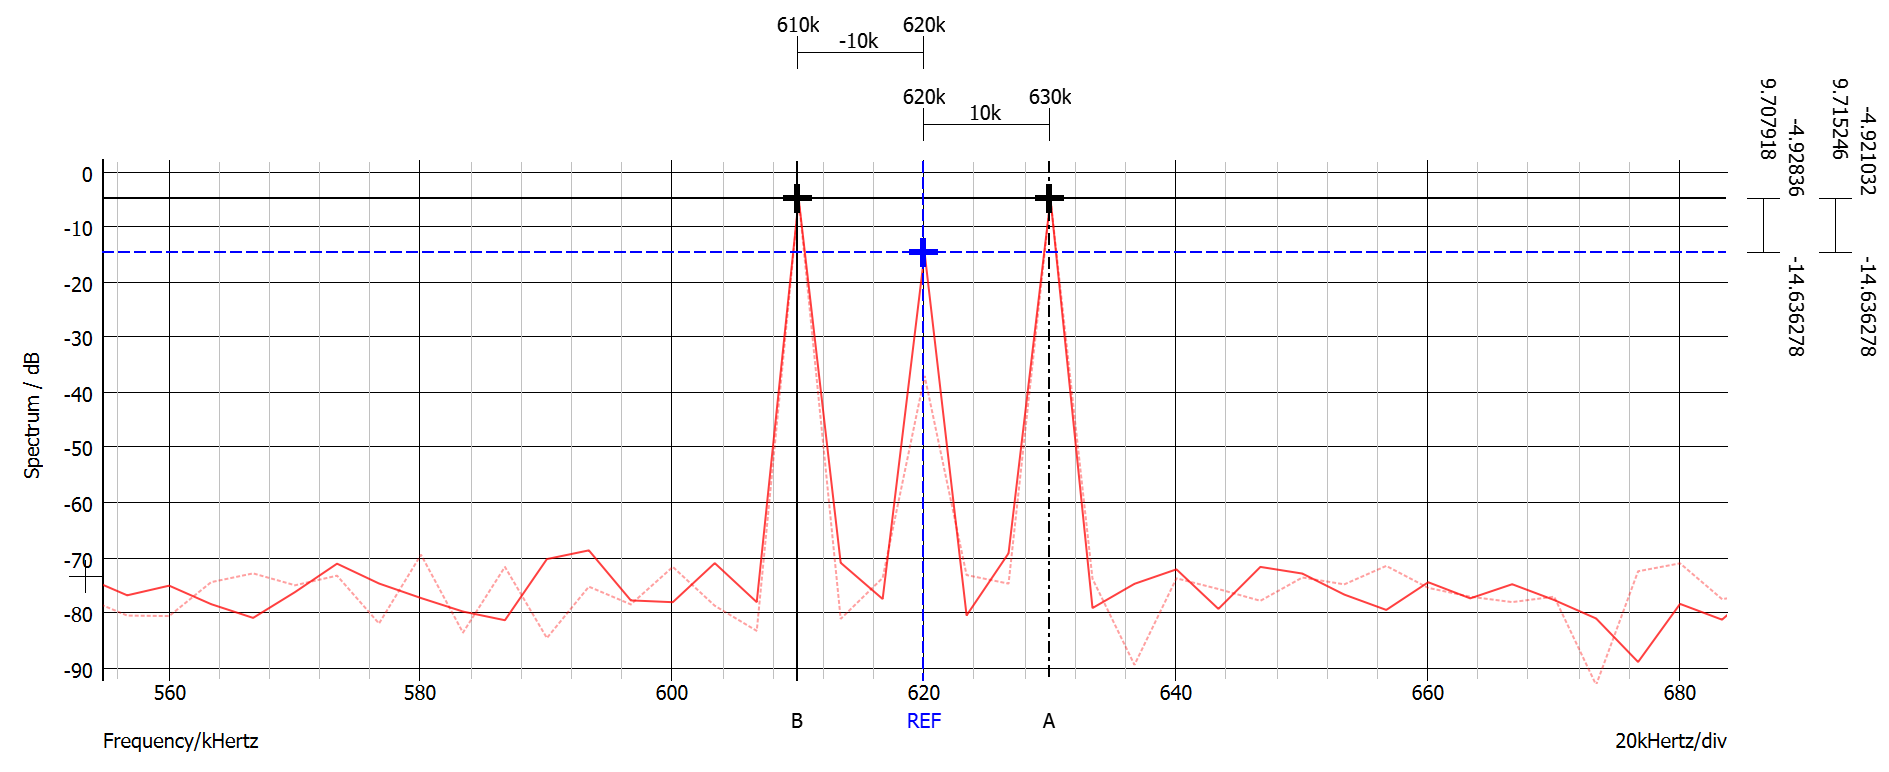 610k 620k
-10k
620k 630k
10k
9.707918
-4.92836
-14.636278
9.715246
-4.921032
-14.636278
0
-10
-20
-30
-40
-50
-60
-70
-80
-90
Spectrum / dB
560 580 600 620 640 660 680
B REF A
Frequency/kHertz 20kHertz/div